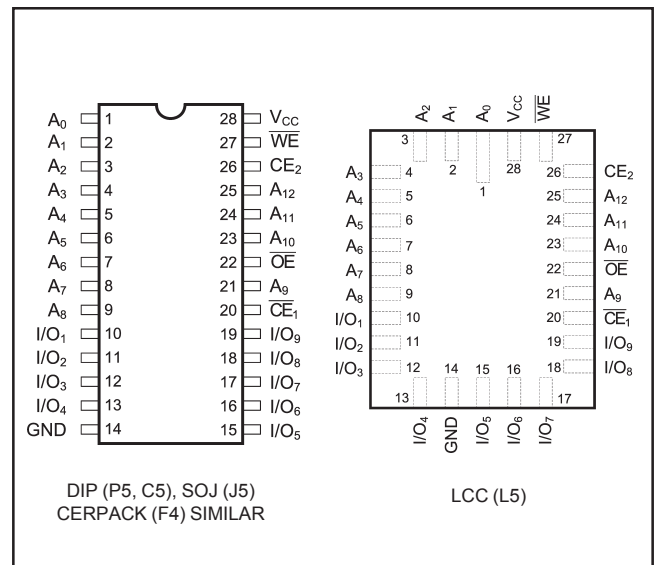 A0 1 28 VCC
A1 2 27 WE
A2 3 26 CE2
A3 4 25 A12
A4 5 24 A11
A5 6 23 A10
A6 7 22 OE
A7 8 21 A9
A8 9 20 CE1
I/O1 10 19 I/O9
I/O2 11 18 I/O8
I/O3 12 17 I/O7
I/O4 13 16 I/O6
GND 14 15 I/O5
DIP (P5, C5), SOJ (J5)
CERPACK (F4) SIMILAR
A2 A1 A0 VCC WE
3 2 1 28 27
A3 4 26 CE2
A4 5 25 A12
A5 6 24 A11
A6 7 23 A10
A7 8 22 OE
A8 9 21 A9
I/O1 10 20 CE1
I/O2 11 19 I/O9
I/O3 12 18 I/O8
13 14 15 16 17
I/O4 GND I/O5 I/O6 I/O7
LCC (L5)